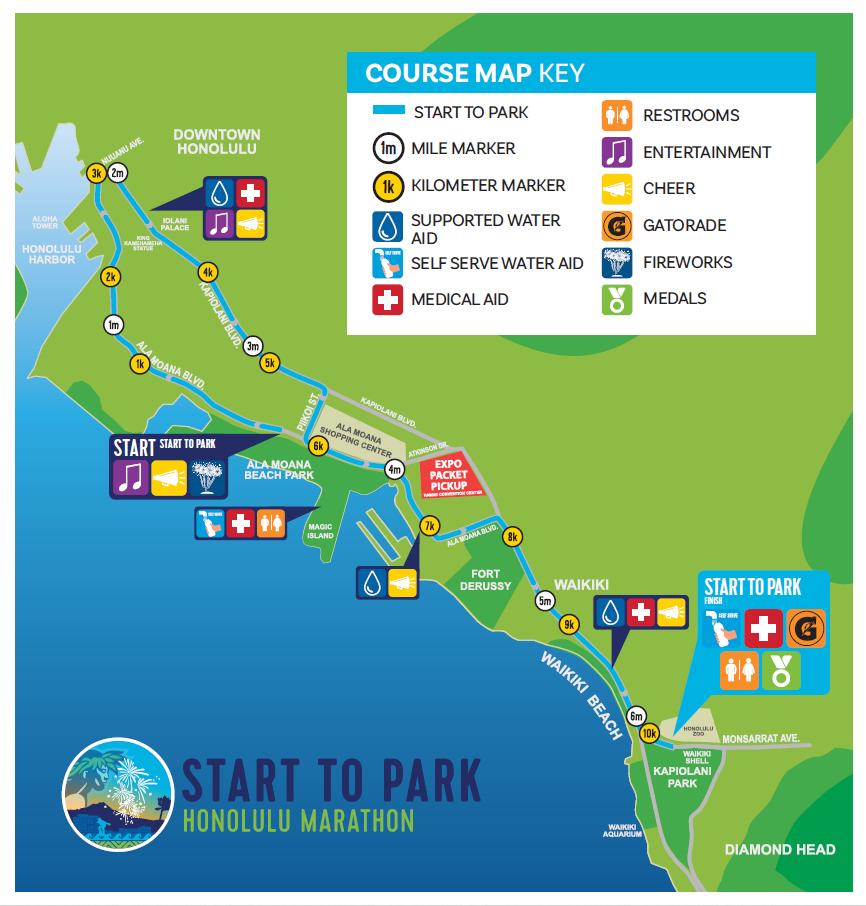 COURSE MAP KEY
START TO PARK
1m
MILE MARKER
1k
KILOMETER MARKER
SUPPORTED WATER
AID
SELF SERVE
SELF SERVE WATER AID
MEDICAL AID
RESTROOMS
ENTERTAINMENT
CHEER
G
GATORADE
FIREWORKS
MEDALS
DOWNTOWN
HONOLULU
NUUANU AVE.
3k
2m
ALOHA
TOWER
HONOLULU
HARBOR
IOLANI
PALACE
KING
KAMEHAMEHA
STATUE
2k
4k
KAPIOLANI BLVD.
1m
3m
5k
1k
ALA MOANA BLVD.
PIIKOI ST.
KAPIOLANI BLVD.
ALA MOANA
SHOPPING CENTER
ATKINSON DR.
6k
START START TO PARK
ALA MOANA
BEACH PARK
4m
EXPO
PACKET
PICKUP
HAWAII CONVENTION CENTER
SELF SERVE
MAGIC
ISLAND
7k
ALA MOANA BLVD.
8k
FORT
DERUSSY
WAIKIKI
5m
9k
START TO PARK
FINISH
SELF SERVE
G
WAIKIKI BEACH
6m
10k
HONOLULU
ZOO
MONSARRAT AVE.
WAIKIKI
SHELL
KAPIOLANI
PARK
WAIKIKI
AQUARIUM
DIAMOND HEAD
START TO PARK
HONOLULU MARATHON